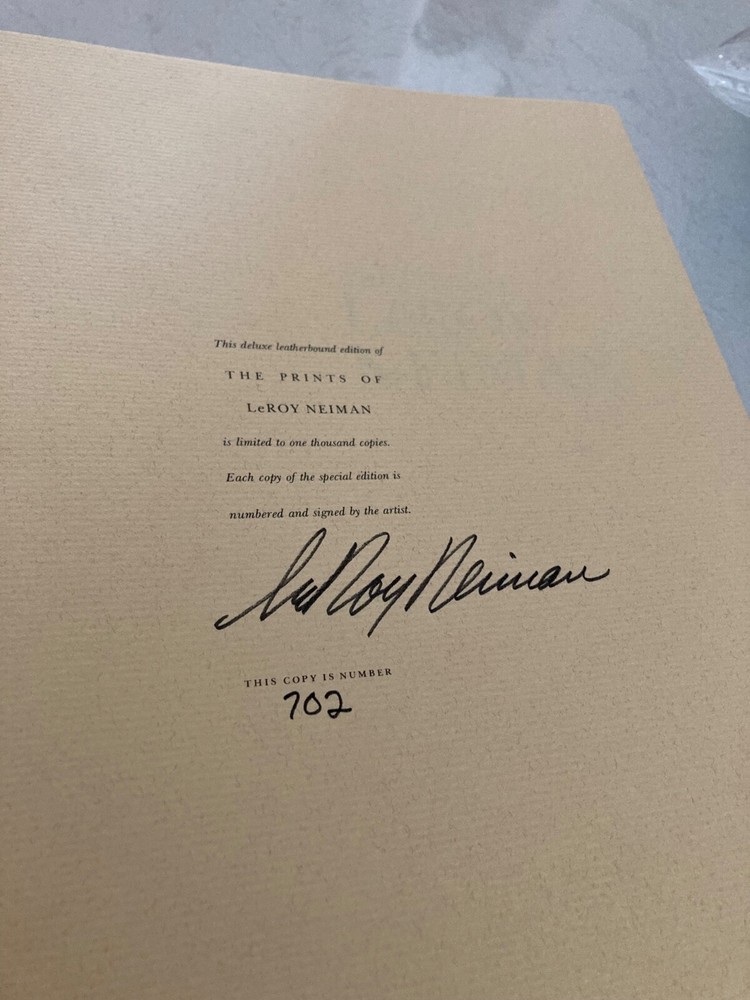 This deluxe leatherbound edition of
THE PRINTS OF
LeROY NEIMAN
is limited to one thousand copies.
Each copy of the special edition is
numbered and signed by the artist.
LeRoy Neiman
THIS COPY IS NUMBER
702